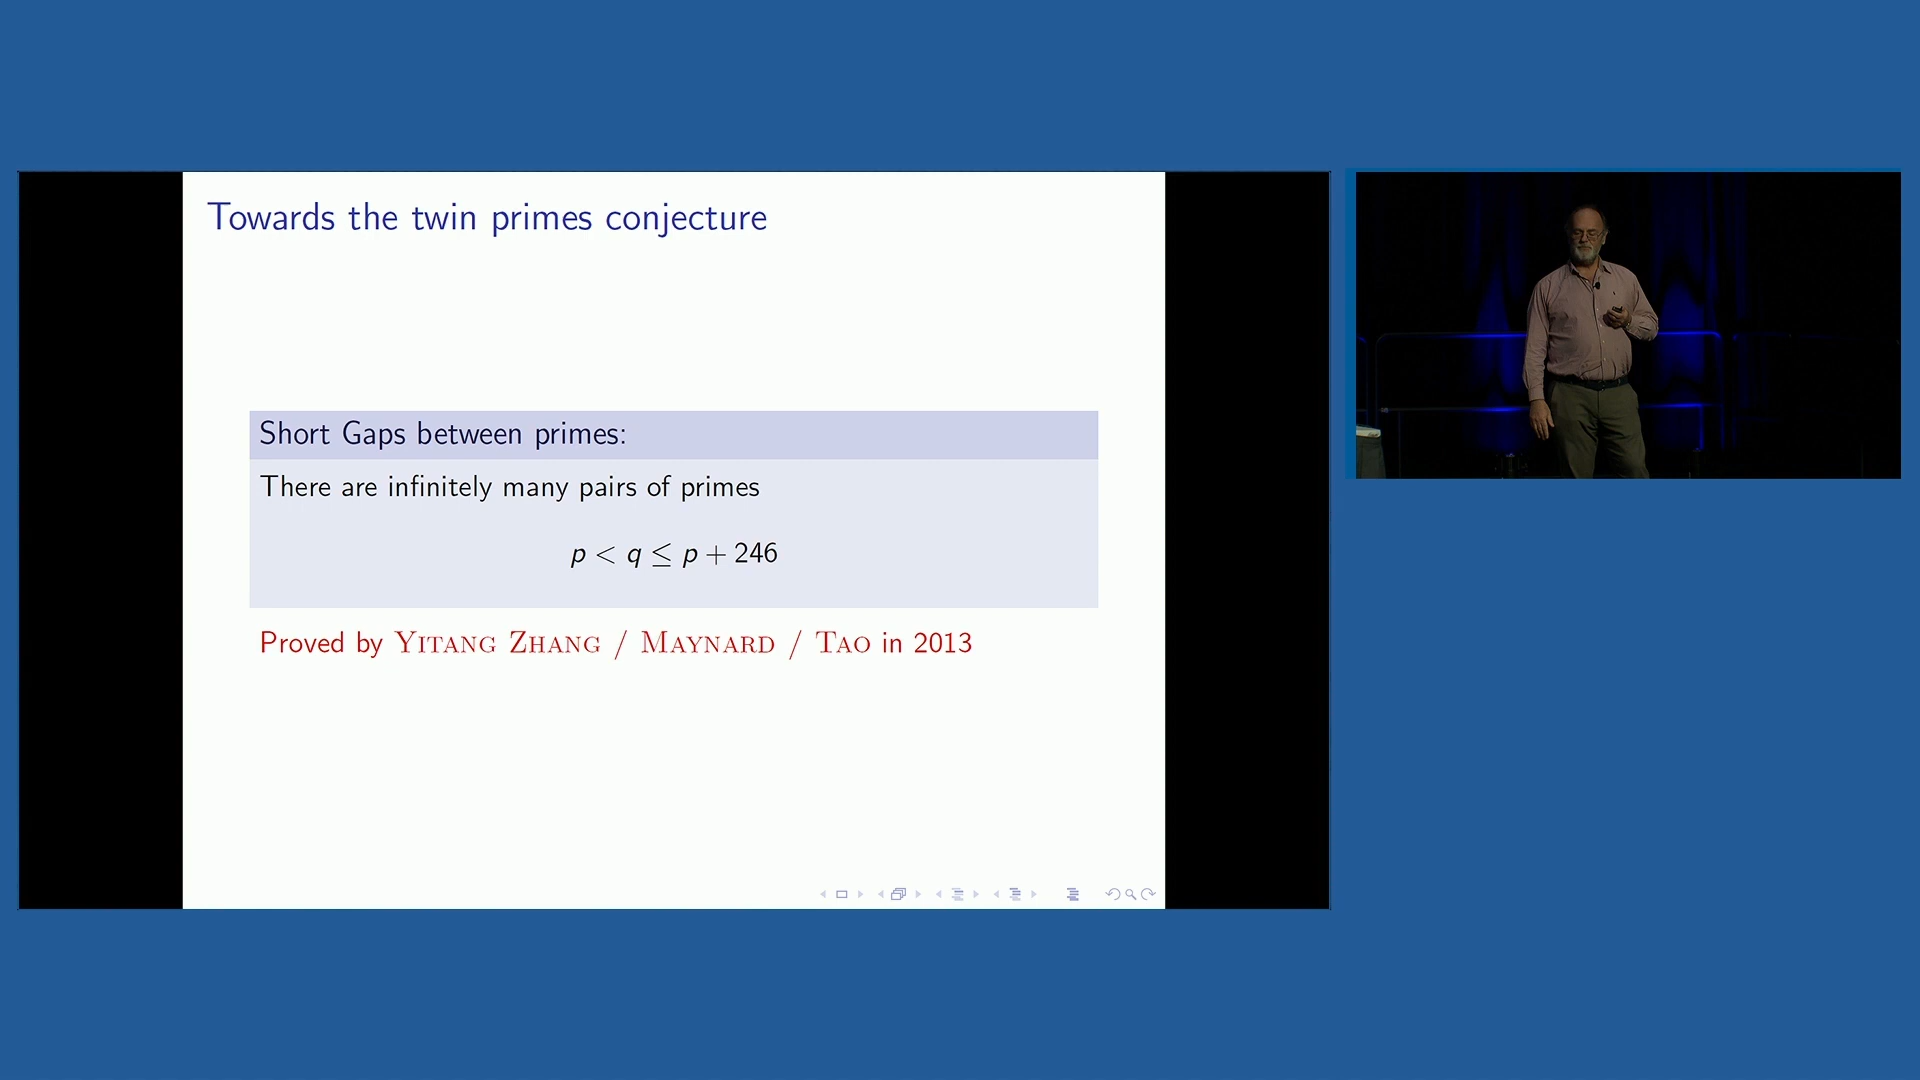 Towards the twin primes conjecture
Short Gaps between primes:
There are infinitely many pairs of primes
p < q ≤ p + 246
Proved by YITANG ZHANG / MAYNARD / TAO in 2013